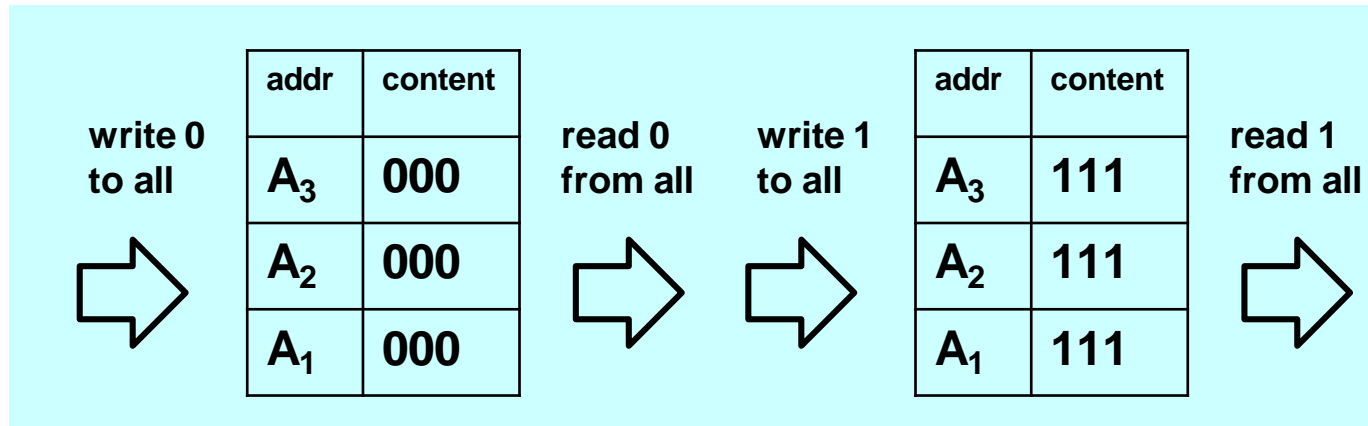 write 0
to all
addr content
A₃ 000
A₂ 000
A₁ 000
read 0
from all
write 1
to all
addr content
A₃ 111
A₂ 111
A₁ 111
read 1
from all